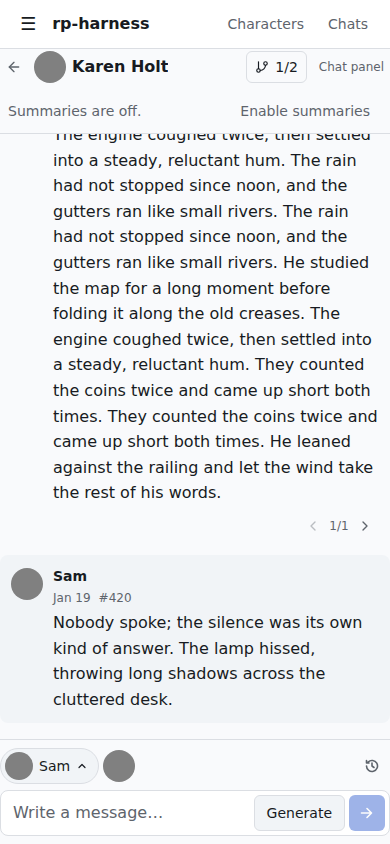 rp-harness
Characters
Chats
Karen Holt
1/2
Chat panel
Summaries are off.
Enable summaries
The engine coughed twice, then settled
into a steady, reluctant hum. The rain
had not stopped since noon, and the
gutters ran like small rivers. The rain
had not stopped since noon, and the
gutters ran like small rivers. He studied
the map for a long moment before
folding it along the old creases. The
engine coughed twice, then settled into
a steady, reluctant hum. They counted
the coins twice and came up short both
times. They counted the coins twice and
came up short both times. He leaned
against the railing and let the wind take
the rest of his words.
1/1
Sam
Jan 19 #420
Nobody spoke; the silence was its own
kind of answer. The lamp hissed,
throwing long shadows across the
cluttered desk.
Sam
Write a message…
Generate